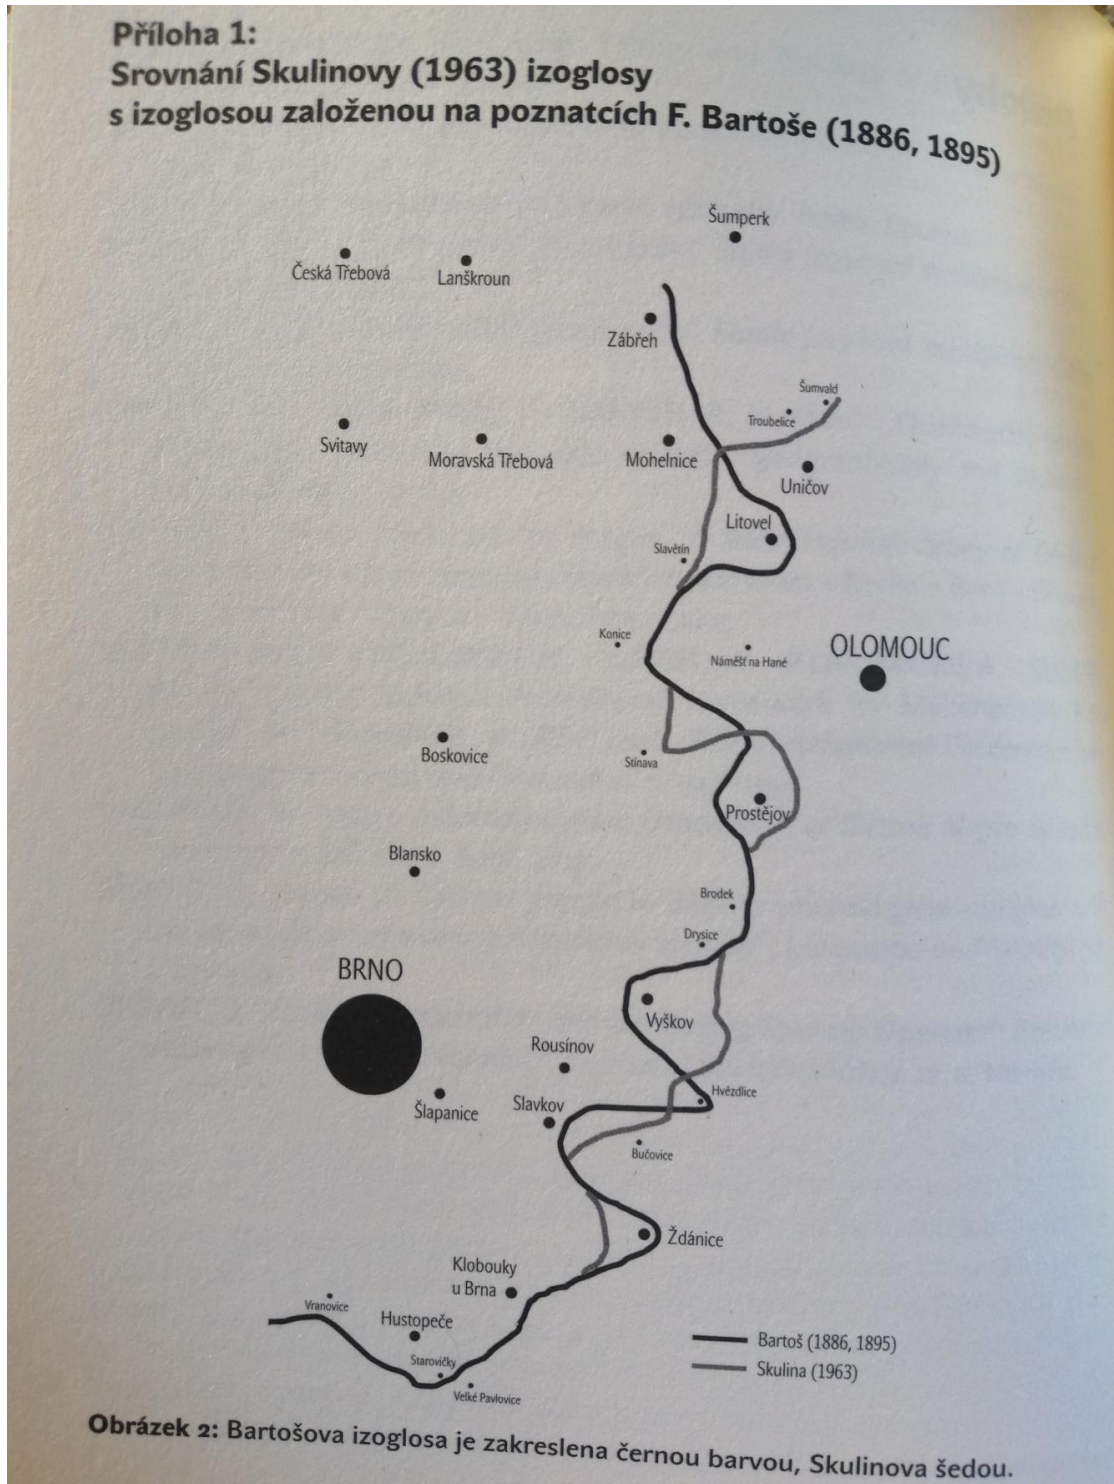 Příloha 1:
Srovnání Skulinovy (1963) izoglosy
s izoglosou založenou na poznatcích F. Bartoše (1886, 1895)
Šumperk
Česká Třebová
Lanškroun
Zábřeh
Šumvald
Troubelice
Svitavy
Moravská Třebová
Mohelnice
Uničov
Litovel
Slavětín
Konice
Náměšť na Hané
OLOMOUC
Boskovice
Stínava
Prostějov
Blansko
Brodek
Drysice
BRNO
Vyškov
Rousínov
Hvězdlice
Šlapanice
Slavkov
Bučovice
Ždánice
Klobouky
u Brna
Vranovice
Hustopeče
Starovičky
Velké Pavlovice
Bartoš (1886, 1895)
Skulina (1963)
Obrázek 2: Bartošova izoglosa je zakreslena černou barvou, Skulinova šedou.